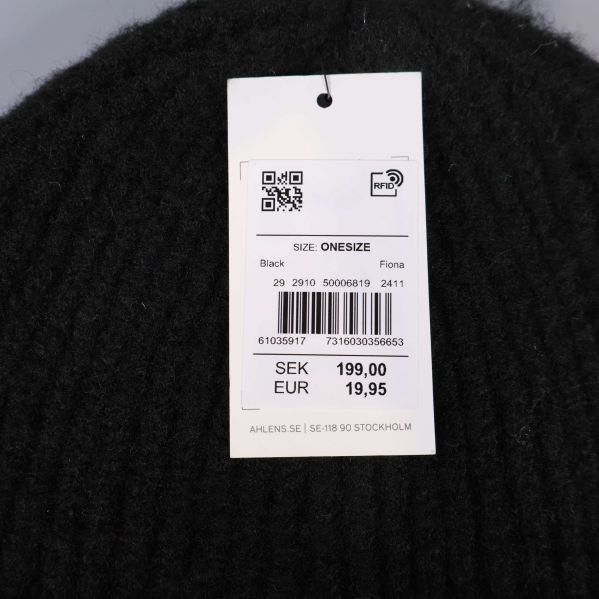 RFID
SIZE: ONESIZE
Black Fiona
29 2910 50006819 2411
61035917 7316030356653
SEK 199,00
EUR 19,95
AHLENS.SE | SE-118 90 STOCKHOLM